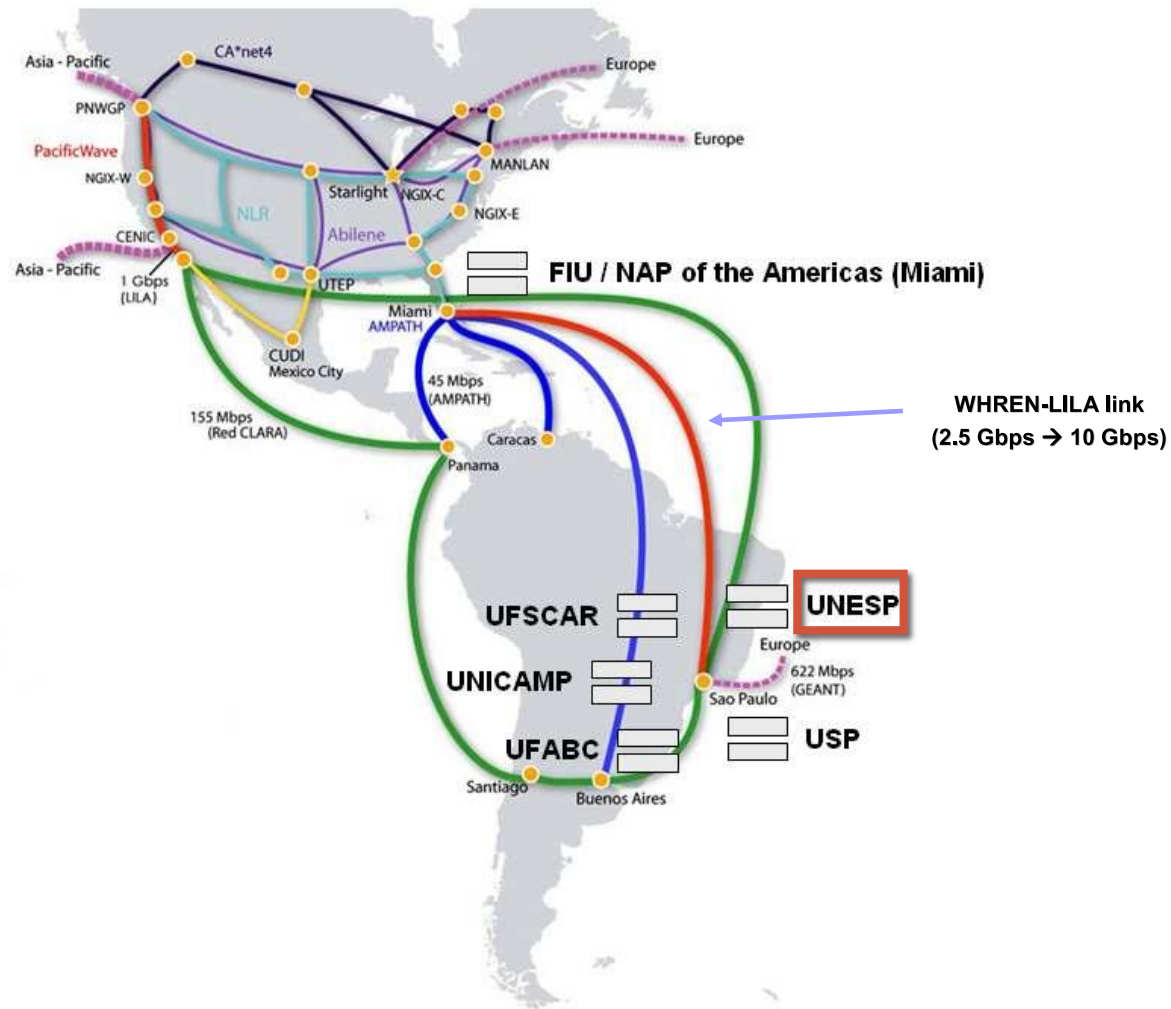 CA*net4
Asia - Pacific
Europe
PNWGP
PacificWave
Europe
MANLAN
NGIX-W
Starlight
NGIX-C
NLR
NGIX-E
Abilene
CENIC
Asia - Pacific
1 Gbps
(LILA)
UTEP
FIU / NAP of the Americas (Miami)
Miami
AMPATH
CUDI
Mexico City
45 Mbps
(AMPATH)
155 Mbps
(Red CLARA)
WHREN-LILA link
(2.5 Gbps → 10 Gbps)
Caracas
Panama
UFSCAR
UNESP
Europe
622 Mbps
(GEANT)
UNICAMP
Sao Paulo
UFABC
USP
Santiago
Buenos Aires